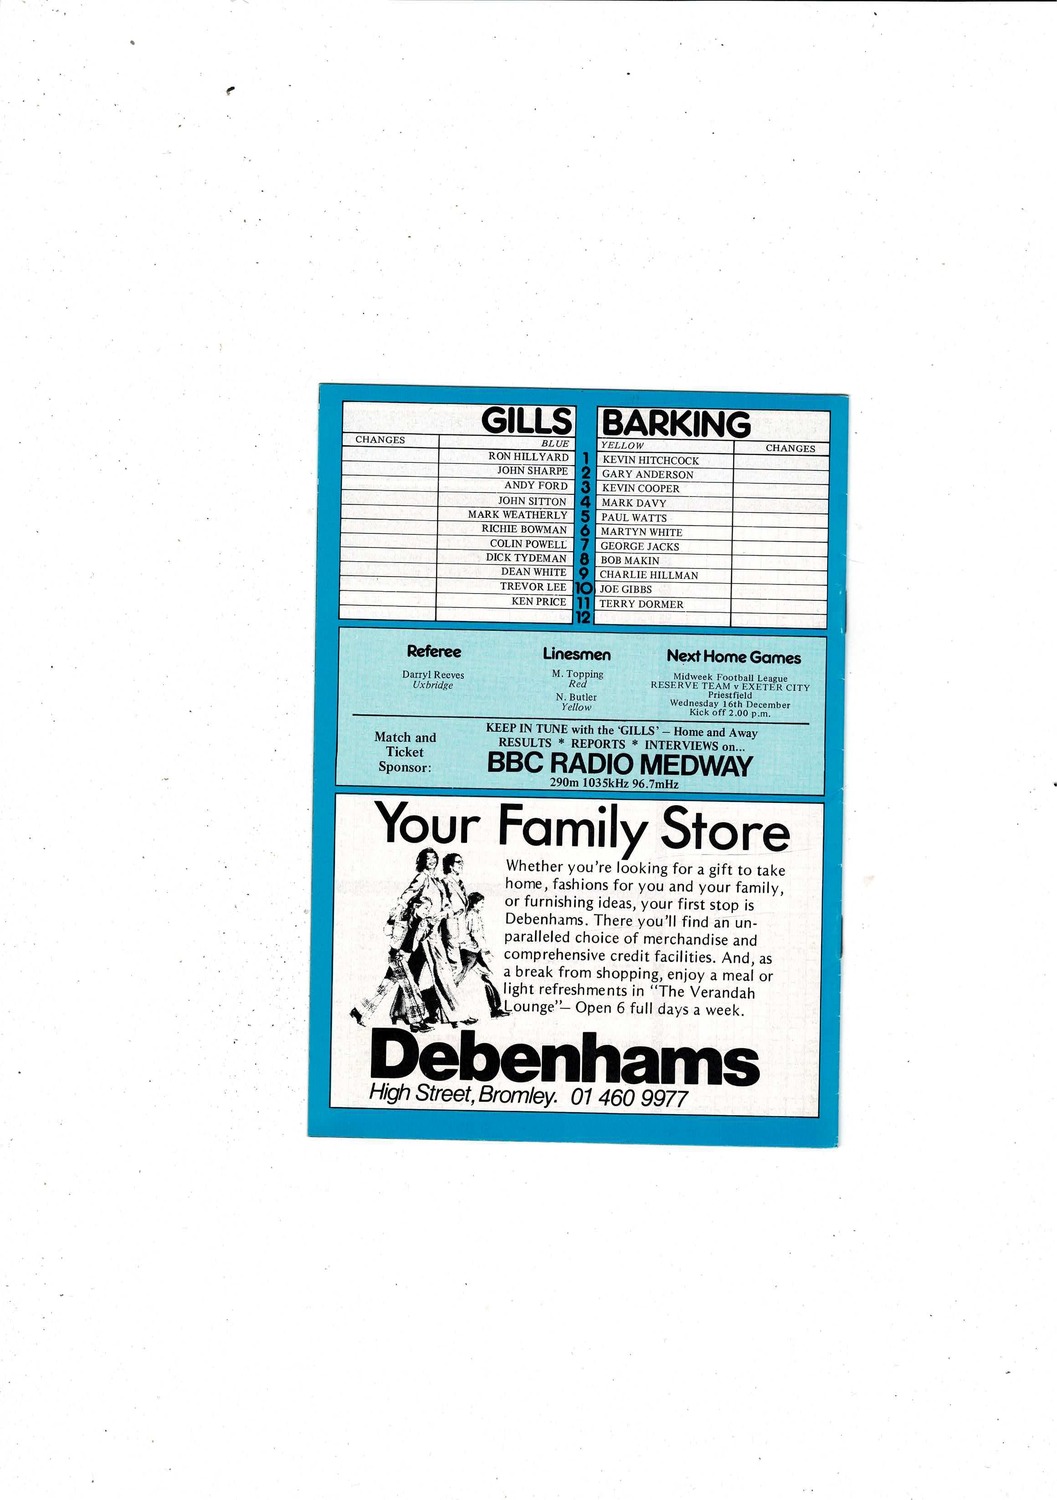 GILLS BARKING
CHANGES BLUE YELLOW CHANGES
RON HILLYARD 1 KEVIN HITCHCOCK
JOHN SHARPE 2 GARY ANDERSON
ANDY FORD 3 KEVIN COOPER
JOHN SITTON 4 MARK DAVY
MARK WEATHERLY 5 PAUL WATTS
RICHIE BOWMAN 6 MARTYN WHITE
COLIN POWELL 7 GEORGE JACKS
DICK TYDEMAN 8 BOB MAKIN
DEAN WHITE 9 CHARLIE HILLMAN
TREVOR LEE 10 JOE GIBBS
KEN PRICE 11 TERRY DORMER
12
Referee
Darryl Reeves
Uxbridge
Linesmen
M. Topping
Red
N. Butler
Yellow
Next Home Games
Midweek Football League
RESERVE TEAM v EXETER CITY
Priestfield
Wednesday 16th December
Kick off 2.00 p.m.
Match and
Ticket
Sponsor:
KEEP IN TUNE with the 'GILLS' – Home and Away
RESULTS * REPORTS * INTERVIEWS on...
BBC RADIO MEDWAY
290m 1035kHz 96.7mHz
Your Family Store
Whether you're looking for a gift to take
home, fashions for you and your family,
or furnishing ideas, your first stop is
Debenhams. There you'll find an un-
paralleled choice of merchandise and
comprehensive credit facilities. And, as
a break from shopping, enjoy a meal or
light refreshments in "The Verandah
Lounge"– Open 6 full days a week.
Debenhams
High Street, Bromley. 01 460 9977